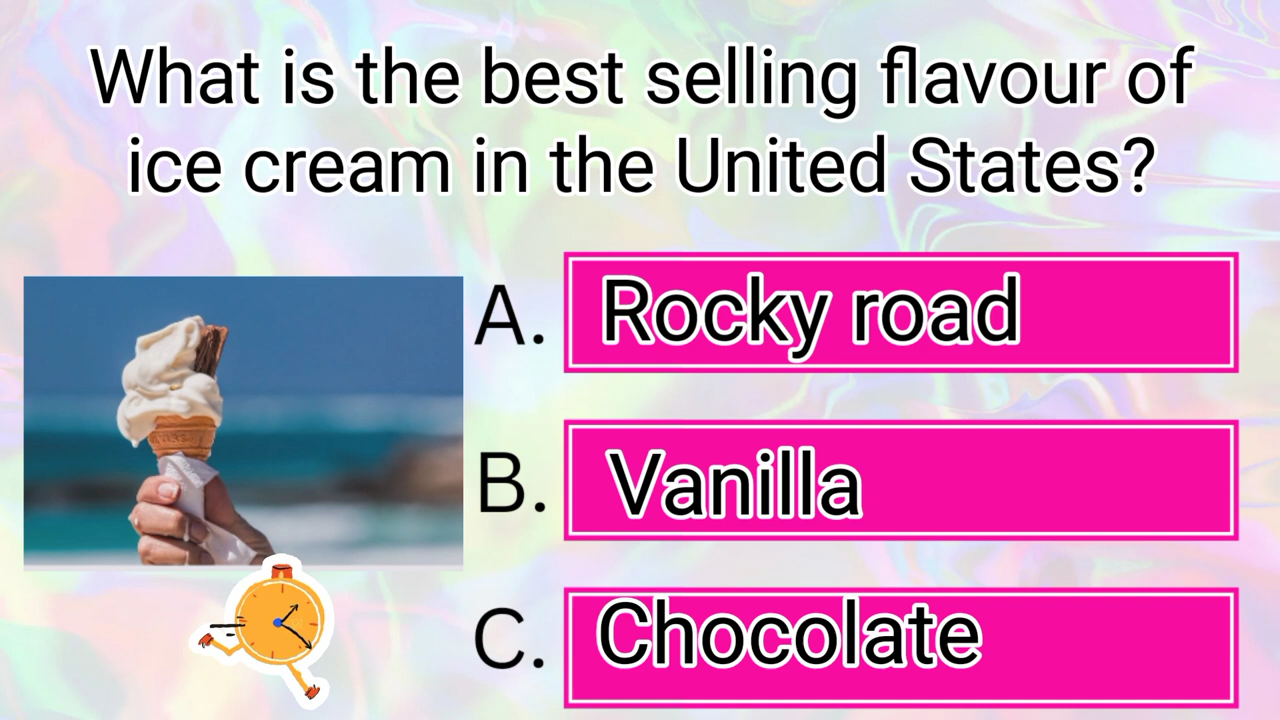 What is the best selling flavour of
ice cream in the United States?
A. Rocky road
B. Vanilla
C. Chocolate